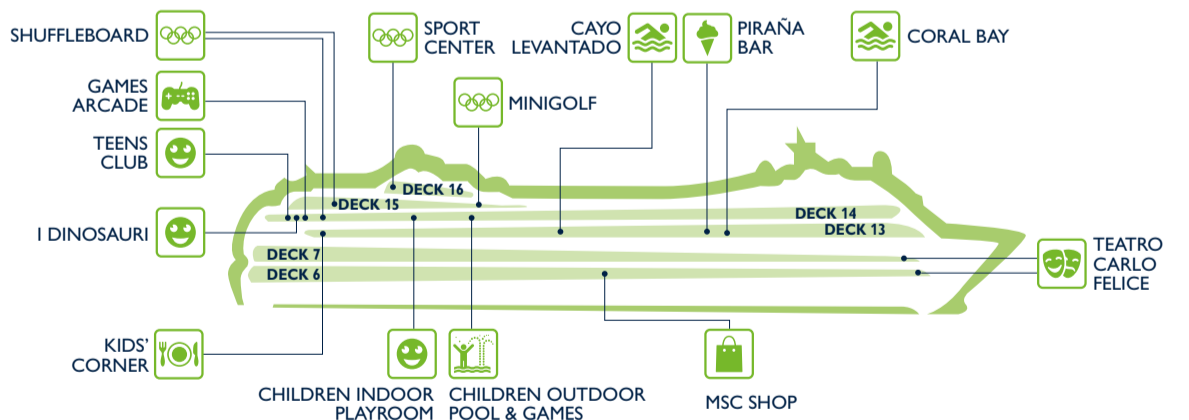 SHUFFLEBOARD
SPORT
CENTER
CAYO
LEVANTADO
PIRAÑA
BAR
CORAL BAY
GAMES
ARCADE
MINIGOLF
TEENS
CLUB
DECK 16
DECK 15
DECK 14
DECK 13
I DINOSAURI
DECK 7
DECK 6
TEATRO
CARLO
FELICE
KIDS'
CORNER
CHILDREN INDOOR
PLAYROOM
CHILDREN OUTDOOR
POOL & GAMES
MSC SHOP